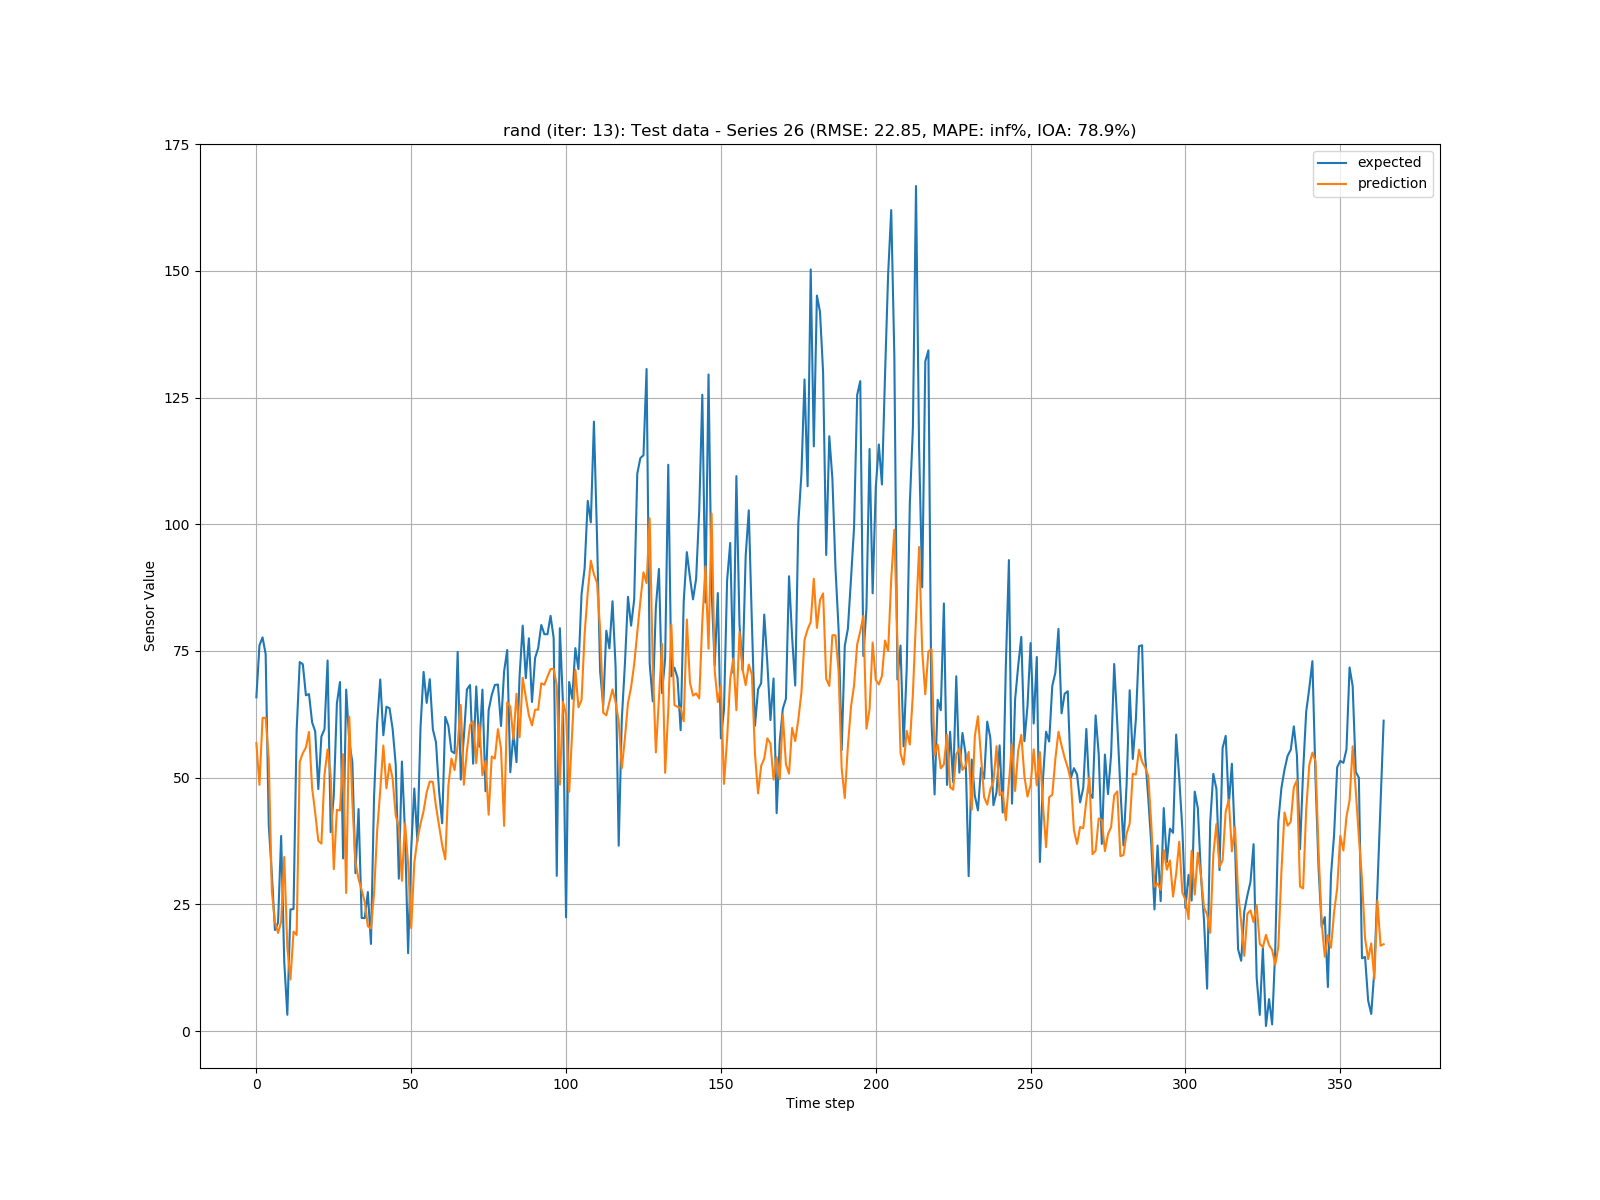 rand (iter: 13): Test data - Series 26 (RMSE: 22.85, MAPE: inf%, IOA: 78.9%)
175
150
125
100
75
50
25
0
Sensor Value
expected
prediction
0 50 100 150 200 250 300 350
Time step